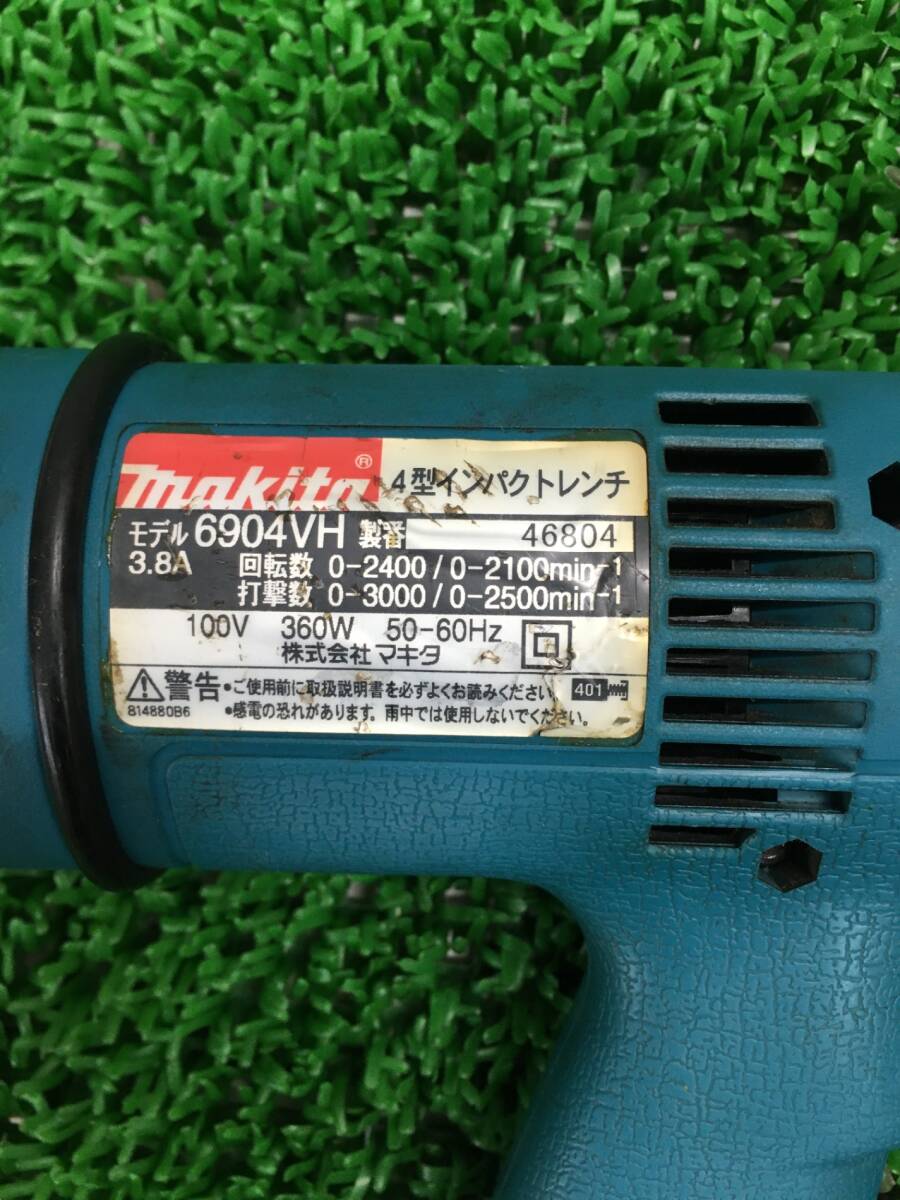 makita®
4型インパクトレンチ
モデル 6904VH 製番 46804
3.8A 回転数 0-2400/0-2100min-1
打撃数 0-3000/0-2500min-1
100V 360W 50-60Hz
株式会社 マキタ
警告 •ご使用前に取扱説明書を必ずよくお読みください。 401
814880B6 •感電の恐れがあります。雨中では使用しないでください。